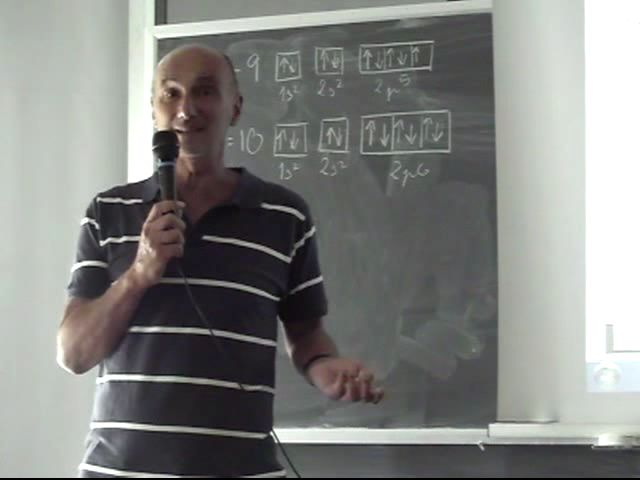 - 9 ↑↓ ↑↓ ↑↓ ↑↓ ↑
1s² 2s² 2p⁵
=10 ↑↓ ↑↓ ↑↓ ↑↓ ↑↓
1s² 2s² 2p6